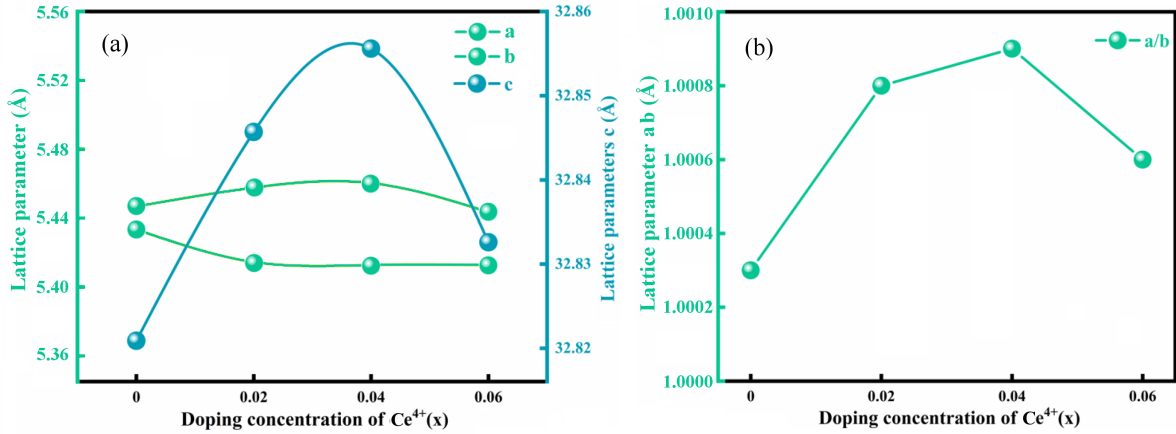 (a)
a
b
c
Lattice parameter (Å)
5.56
5.52
5.48
5.44
5.40
5.36
32.86
32.85
32.84
32.83
32.82
Lattice parameters c (Å)
0 0.02 0.04 0.06
Doping concentration of Ce⁴⁺(x)
(b)
a/b
Lattice parameter a b (Å)
1.0010
1.0008
1.0006
1.0004
1.0002
1.0000
0 0.02 0.04 0.06
Doping concentration of Ce⁴⁺(x)